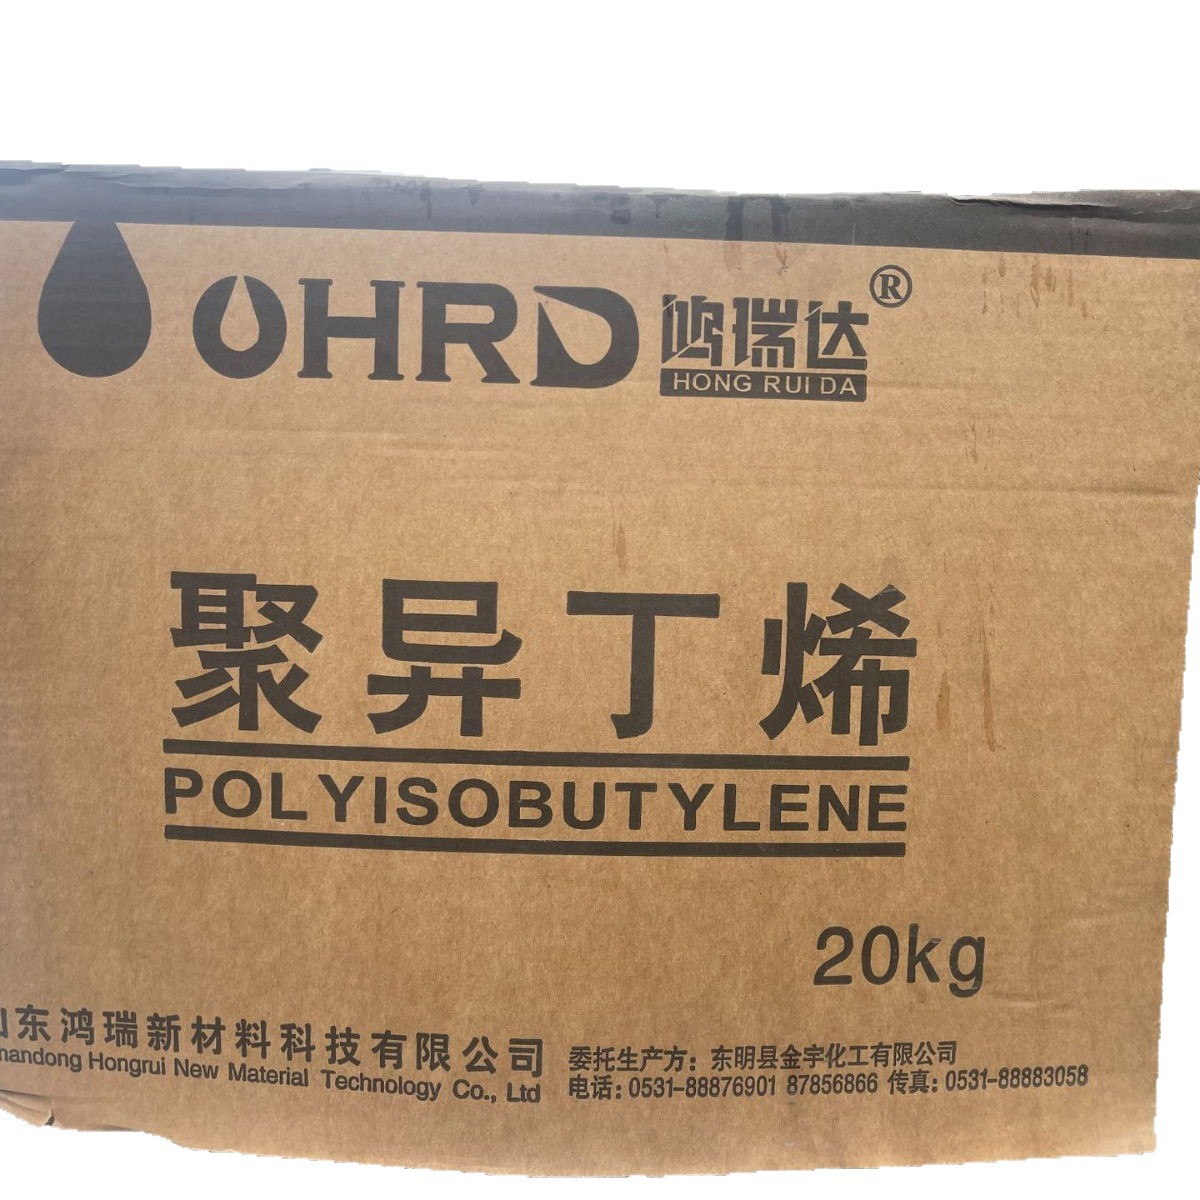 OHRD 鸿瑞达®
HONG RUI DA
聚异丁烯
POLYISOBUTYLENE
20kg
山东鸿瑞新材料科技有限公司
handong Hongrui New Material Technology Co., Ltd
委托生产方：东明县金宇化工有限公司
电话：0531-88876901 87856866 传真：0531-88883058